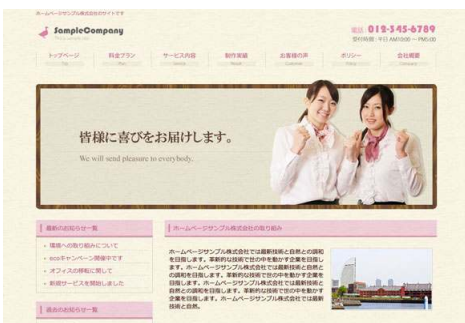 ホームページサンプル株式会社のサイトです
SampleCompany
電話 012-345-6789
受付時間 : 平日 AM10:00 〜 PM5:00
トップページ 料金プラン サービス内容 制作実績 お客様の声 ポリシー 会社概要
皆様に喜びをお届けします。
We will send pleasure to everybody.
最新のお知らせ一覧
環境への取り組みについて
ecoキャンペーン開催中です
オフィスの移転に関して
新規サービスを開始しました
過去のお知らせ一覧
ホームページサンプル株式会社の取り組み
ホームページサンプル株式会社では最新技術と自然との調和
を目指します。革新的な技術で世の中を動かす企業を目指し
ます。ホームページサンプル株式会社では最新技術と自然と
の調和を目指します。革新的な技術で世の中を動かす企業を
目指します。ホームページサンプル株式会社では最新技術と
自然との調和を目指します。革新的な技術で世の中を動かす
企業を目指します。ホームページサンプル株式会社では最新
技術と自然。